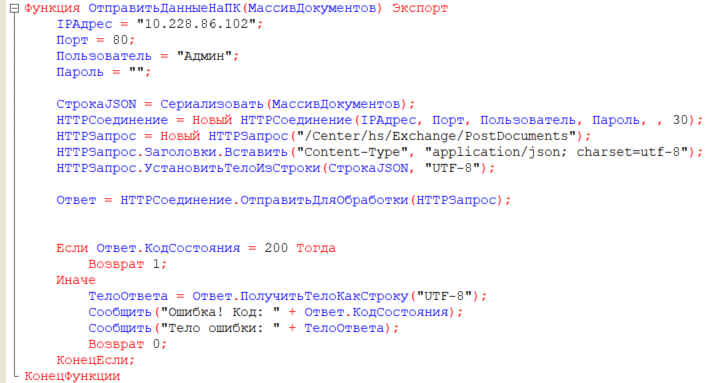 Функция ОтправитьДанныеНаПК(МассивДокументов) Экспорт
IPАдрес = "10.228.86.102";
Порт = 80;
Пользователь = "Админ";
Пароль = "";
СтрокаJSON = Сериализовать(МассивДокументов);
HTTPСоединение = Новый HTTPСоединение(IPАдрес, Порт, Пользователь, Пароль, , 30);
HTTPЗапрос = Новый HTTPЗапрос("/Center/hs/Exchange/PostDocuments");
HTTPЗапрос.Заголовки.Вставить("Content-Type", "application/json; charset=utf-8");
HTTPЗапрос.УстановитьТелоИзСтроки(СтрокаJSON, "UTF-8");
Ответ = HTTPСоединение.ОтправитьДляОбработки(HTTPЗапрос);
Если Ответ.КодСостояния = 200 Тогда
Возврат 1;
Иначе
ТелоОтвета = Ответ.ПолучитьТелоКакСтроку("UTF-8");
Сообщить("Ошибка! Код: " + Ответ.КодСостояния);
Сообщить("Тело ошибки: " + ТелоОтвета);
Возврат 0;
КонецЕсли;
КонецФункции